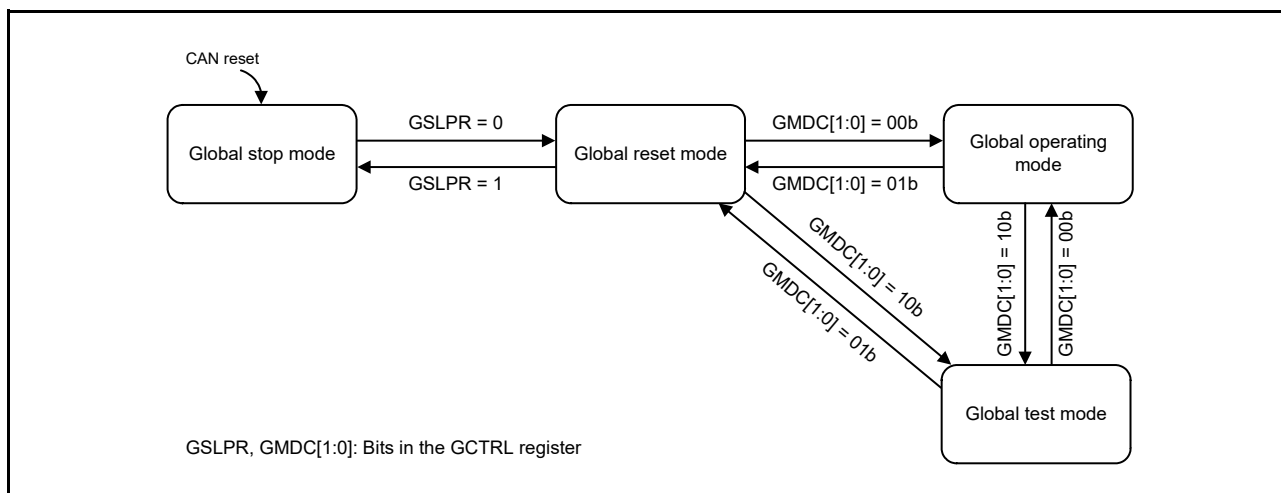 CAN reset
Global stop mode
GSLPR = 0
GSLPR = 1
Global reset mode
GMDC[1:0] = 00b
GMDC[1:0] = 01b
Global operating
mode
GMDC[1:0] = 10b
GMDC[1:0] = 01b
GMDC[1:0] = 10b
GMDC[1:0] = 00b
Global test mode
GSLPR, GMDC[1:0]: Bits in the GCTRL register